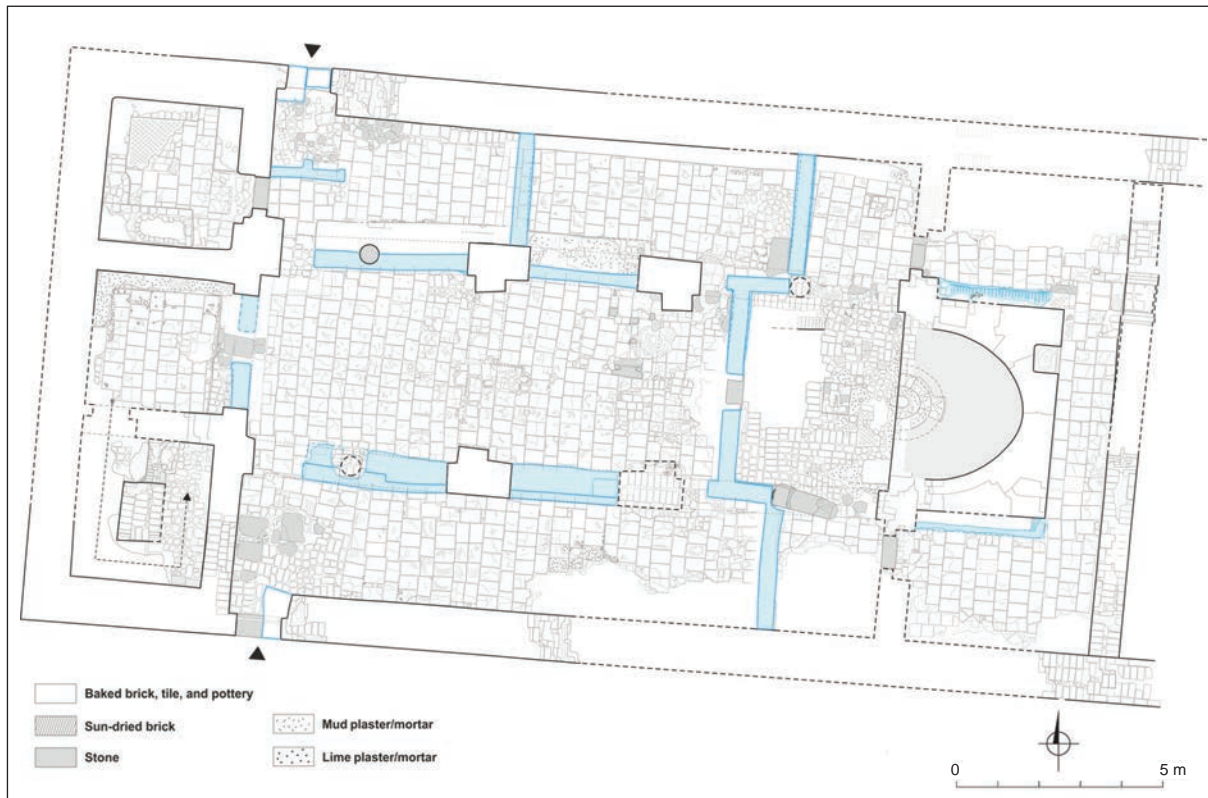 Baked brick, tile, and pottery
Sun-dried brick
Stone
Mud plaster/mortar
Lime plaster/mortar
0 5 m